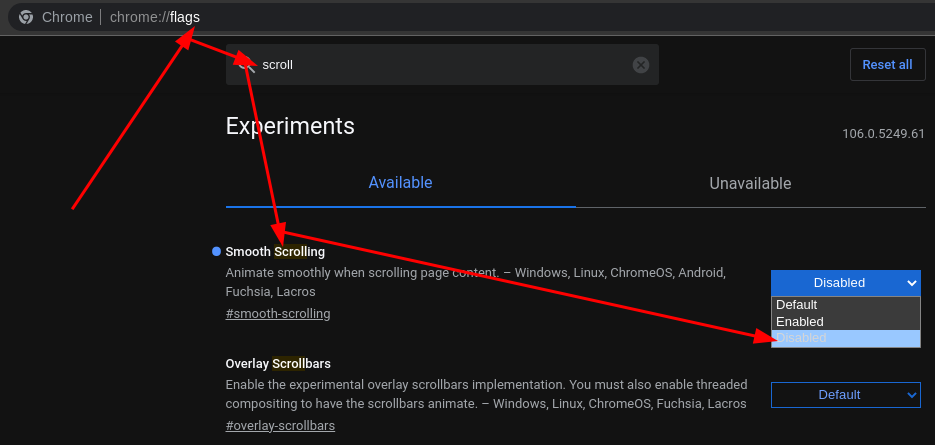 Chrome | chrome://flags
scroll
Reset all
Experiments
106.0.5249.61
Available
Unavailable
Smooth Scrolling
Animate smoothly when scrolling page content. – Windows, Linux, ChromeOS, Android,
Fuchsia, Lacros
#smooth-scrolling
Disabled
Default
Enabled
Disabled
Overlay Scrollbars
Enable the experimental overlay scrollbars implementation. You must also enable threaded
compositing to have the scrollbars animate. – Windows, Linux, ChromeOS, Fuchsia, Lacros
#overlay-scrollbars
Default